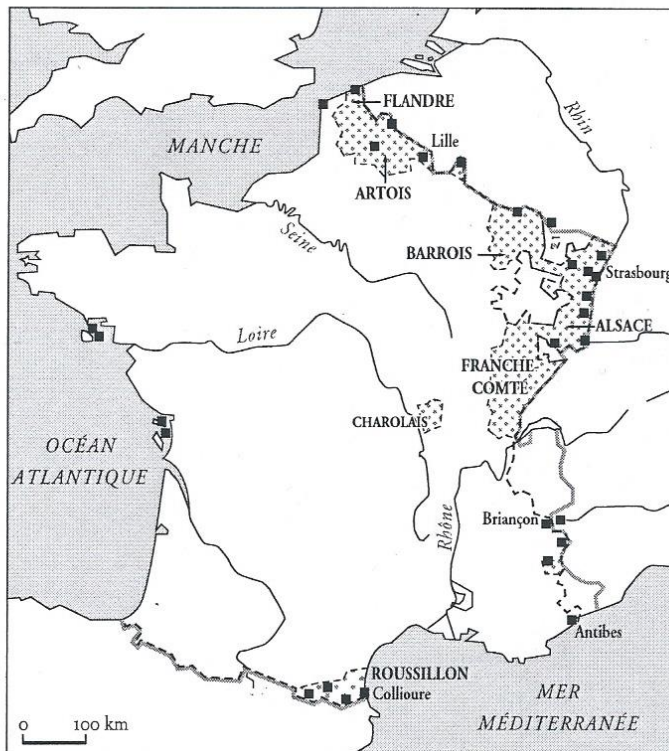 FLANDRE
Rhin
MANCHE
Lille
ARTOIS
Seine
BARROIS
Strasbourg
Loire
ALSACE
FRANCHE
COMTÉ
CHAROLAIS
OCÉAN
ATLANTIQUE
Briançon
Rhône
Antibes
ROUSSILLON
Collioure
MER
MÉDITERRANÉE
0 100 km